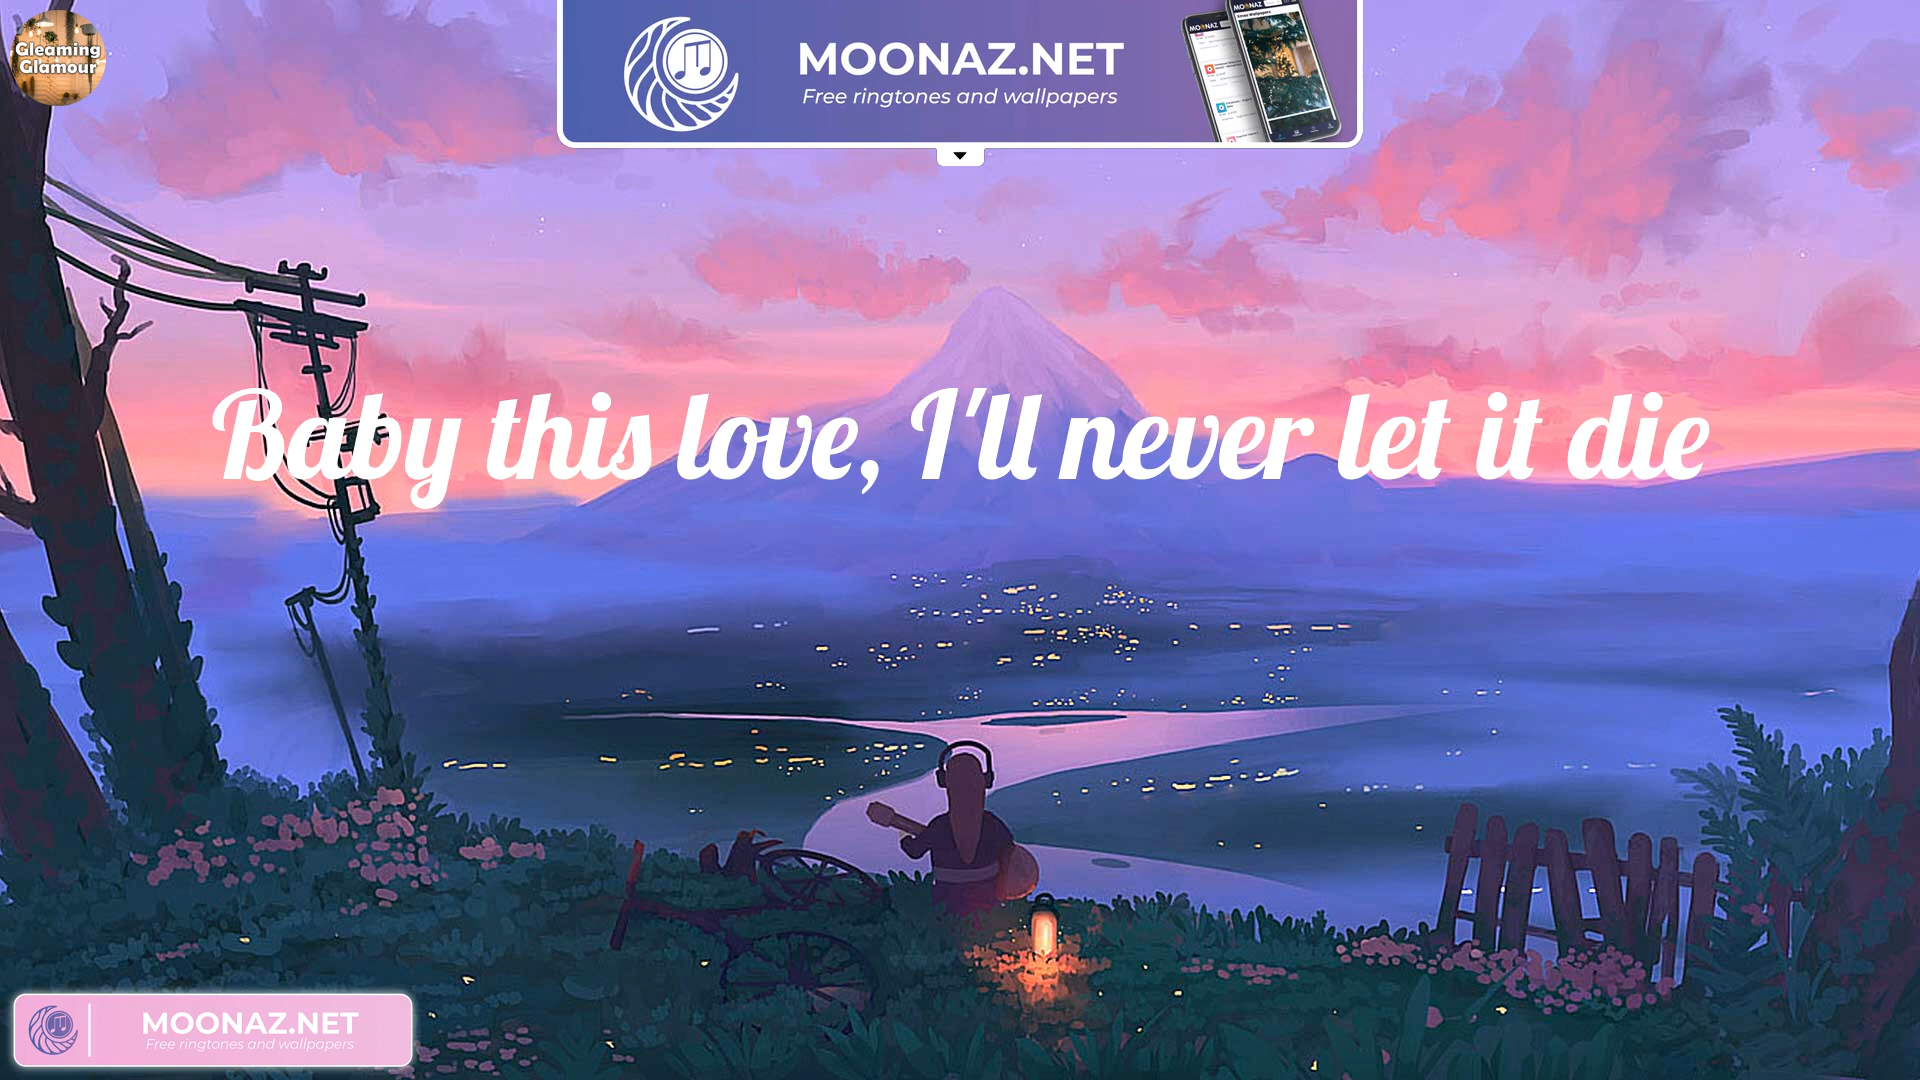 Gleaming
Glamour
MOONAZ.NET
Free ringtones and wallpapers
Baby this love, I'll never let it die
MOONAZ.NET
Free ringtones and wallpapers